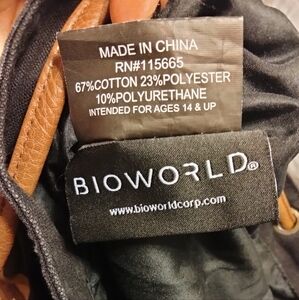 MADE IN CHINA
RN#115665
67%COTTON 23%POLYESTER
10%POLYURETHANE
INTENDED FOR AGES 14 & UP
BIOWORLD®
www.bioworldcorp.com